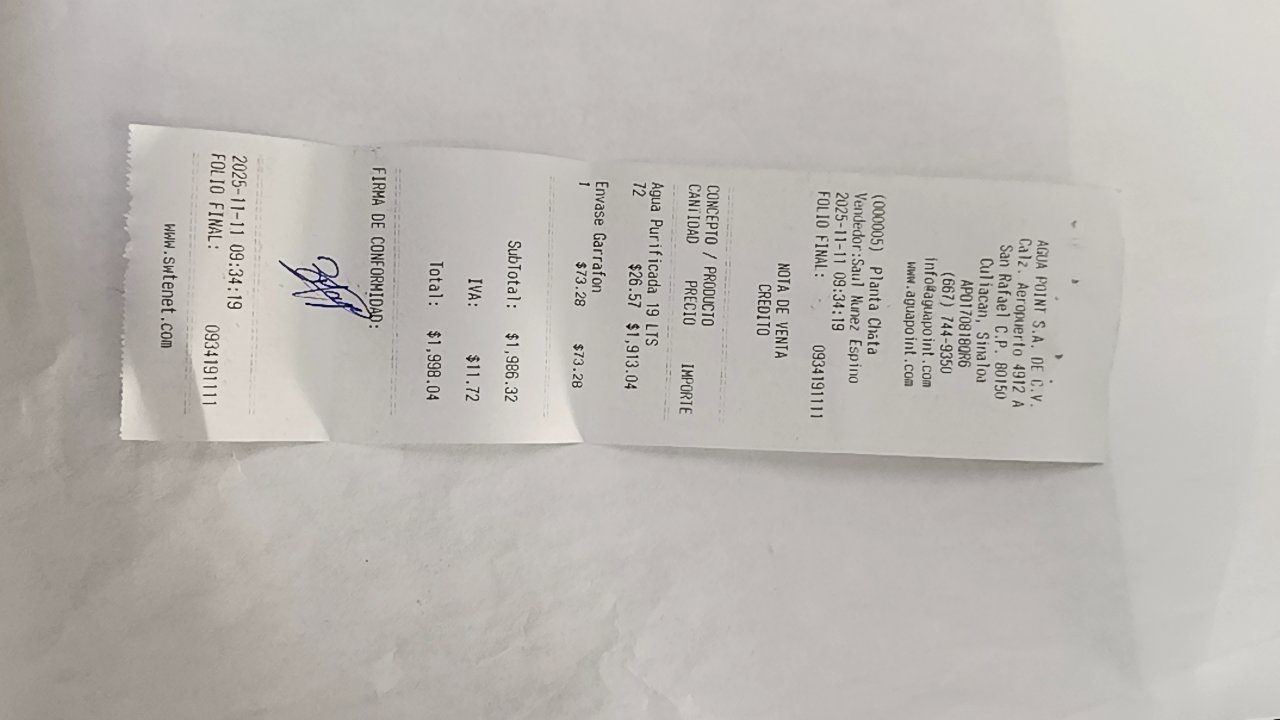 AGUA POINT S.A. DE C.V.
Calz. Aeropuerto 4912 A
San Rafael C.P. 80150
Culiacan, Sinaloa
APO170818QR6
(667) 744-9350
info@aguapoint.com
www.aguapoint.com
(000005) Planta Chata
Vendedor:Saul Nunez Espino
2025-11-11 09:34:19
FOLIO FINAL: 0934191111
NOTA DE VENTA
CREDITO
CONCEPTO / PRODUCTO
CANTIDAD PRECIO IMPORTE
Agua Purificada 19 LTS
72 $26.57 $1,913.04
Envase Garrafon
1 $73.28 $73.28
SubTotal: $1,986.32
IVA: $11.72
Total: $1,998.04
FIRMA DE CONFORMIDAD:
2025-11-11 09:34:19
FOLIO FINAL: 0934191111
www.swtenet.com